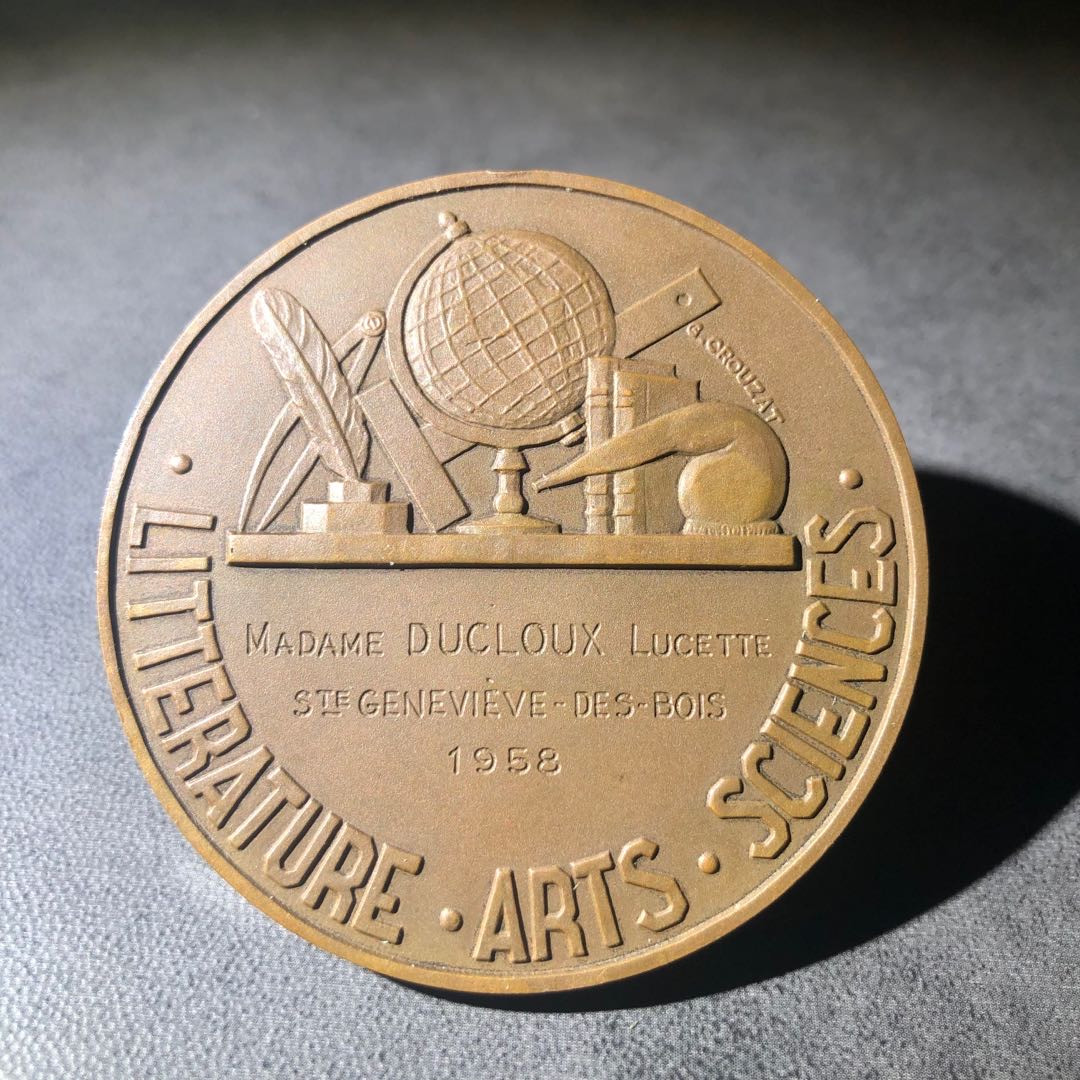 G. CROUZAT
MADAME DUCLOUX LUCETTE
STE GENEVIÈVE-DES-BOIS
1958
· LITTERATURE · ARTS · SCIENCES ·